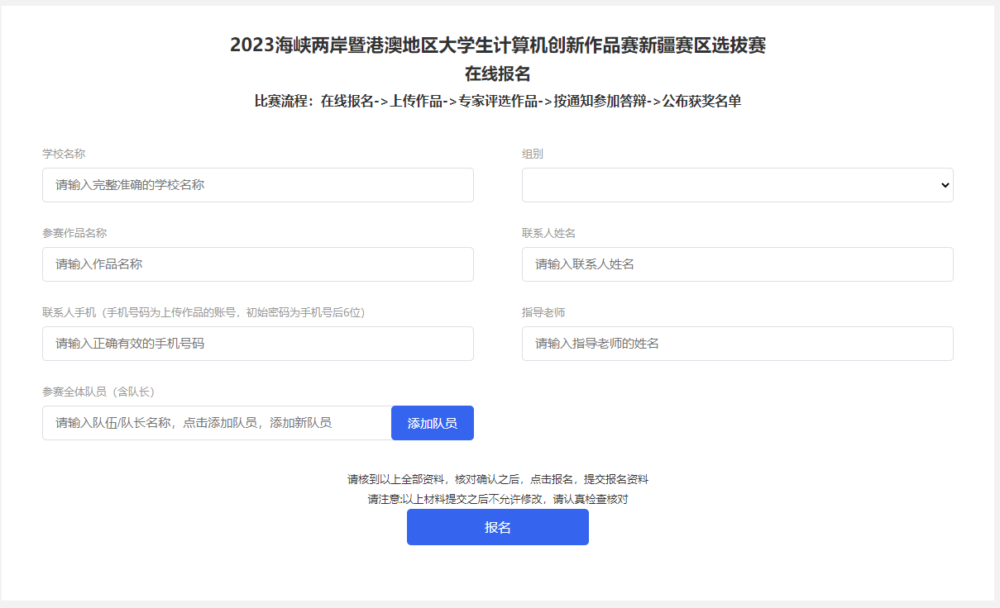 2023海峡两岸暨港澳地区大学生计算机创新作品赛新疆赛区选拔赛
在线报名
比赛流程：在线报名->上传作品->专家评选作品->按通知参加答辩->公布获奖名单
学校名称
组别
请输入完整准确的学校名称
参赛作品名称
联系人姓名
请输入作品名称
请输入联系人姓名
联系人手机（手机号码为上传作品的账号，初始密码为手机号后6位）
指导老师
请输入正确有效的手机号码
请输入指导老师的姓名
参赛全体队员（含队长）
请输入队伍/队长名称，点击添加队员，添加新队员
添加队员
请核到以上全部资料，核对确认之后，点击报名，提交报名资料
请注意:以上材料提交之后不允许修改，请认真检查核对
报名